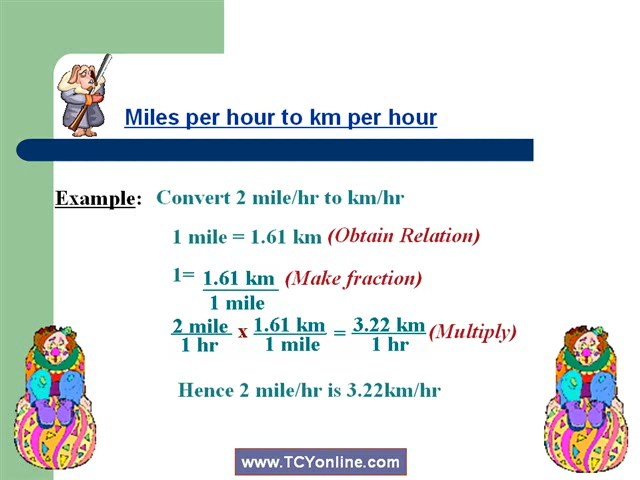 Miles per hour to km per hour
Example: Convert 2 mile/hr to km/hr
1 mile = 1.61 km (Obtain Relation)
1= 1.61 km (Make fraction)
1 mile
2 mile x 1.61 km = 3.22 km (Multiply)
1 hr 1 mile 1 hr
Hence 2 mile/hr is 3.22km/hr
www.TCYonline.com